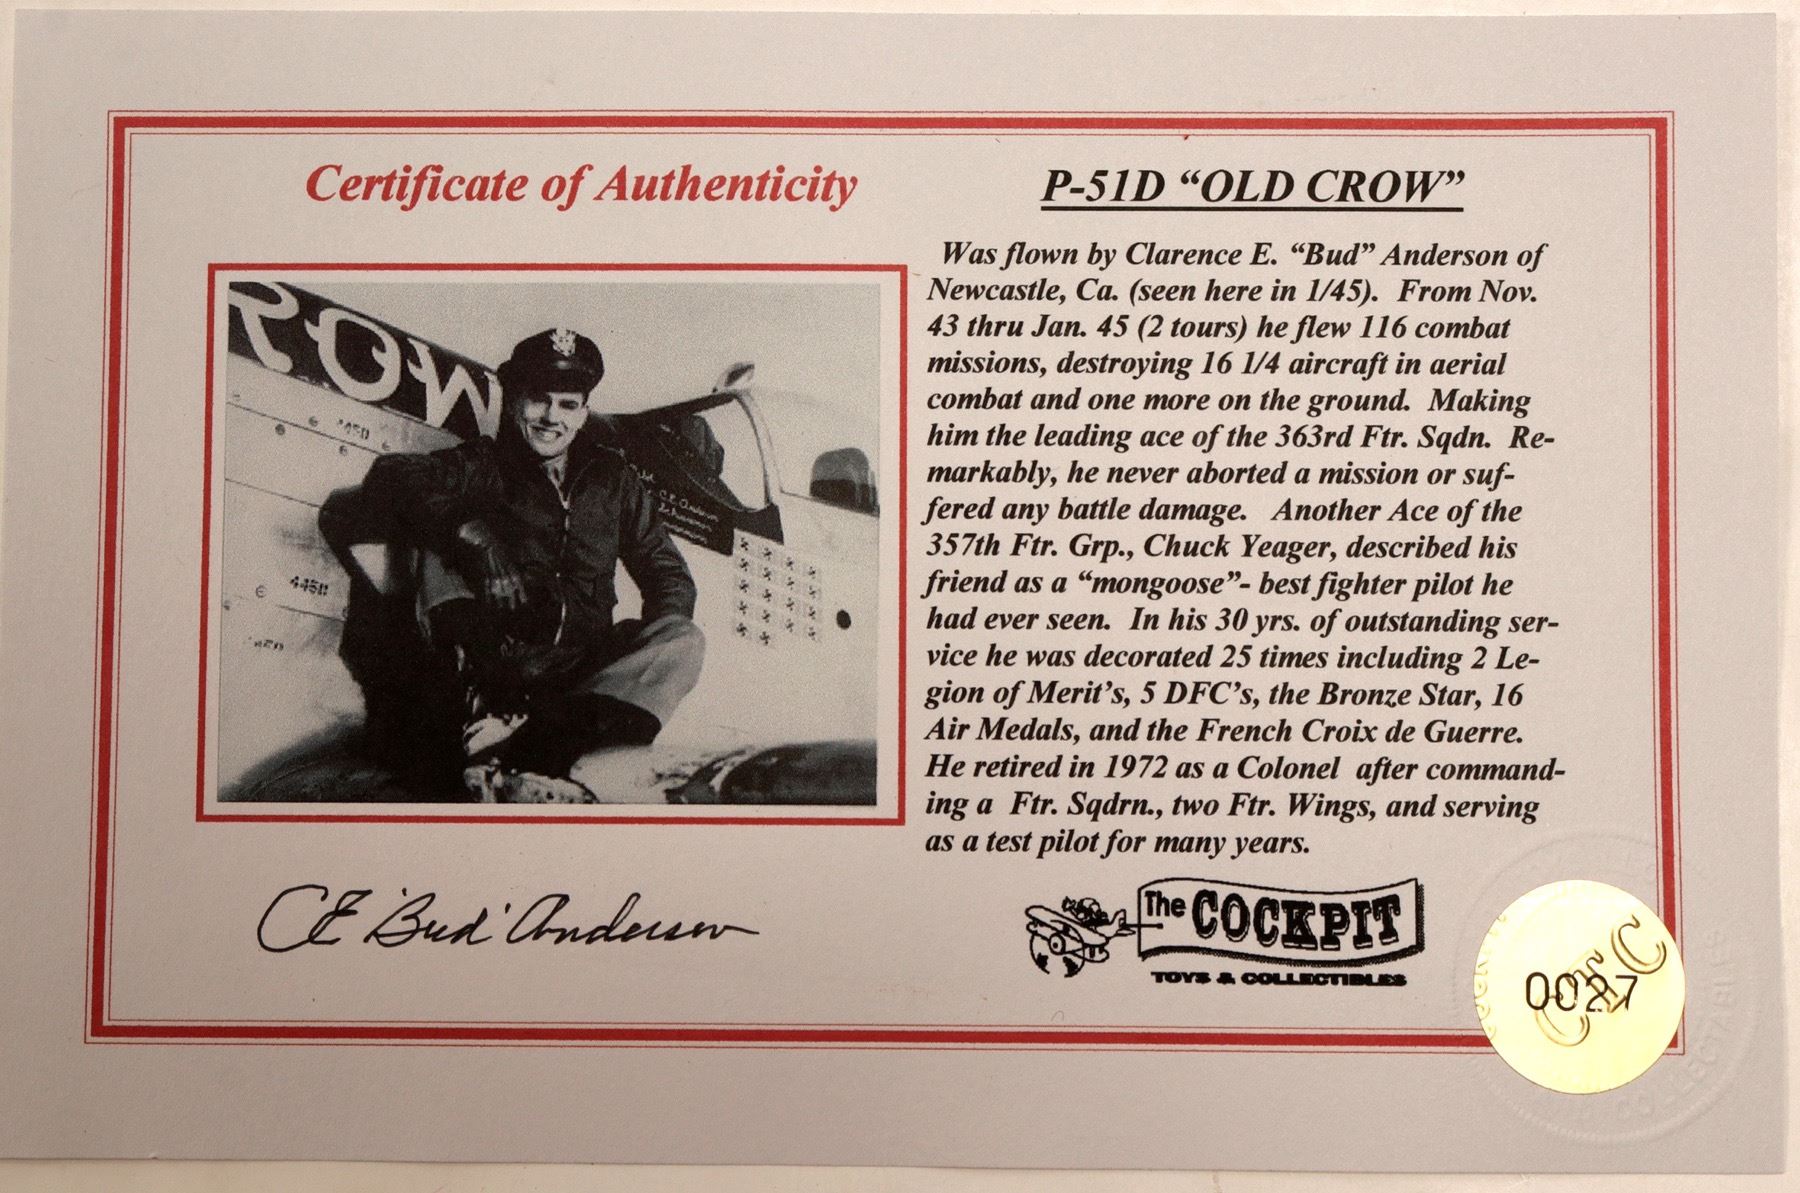 Certificate of Authenticity
P-51D “OLD CROW”
Was flown by Clarence E. “Bud” Anderson of
Newcastle, Ca. (seen here in 1/45). From Nov.
43 thru Jan. 45 (2 tours) he flew 116 combat
missions, destroying 16 1/4 aircraft in aerial
combat and one more on the ground. Making
him the leading ace of the 363rd Ftr. Sqdn. Re-
markably, he never aborted a mission or suf-
fered any battle damage. Another Ace of the
357th Ftr. Grp., Chuck Yeager, described his
friend as a “mongoose”- best fighter pilot he
had ever seen. In his 30 yrs. of outstanding ser-
vice he was decorated 25 times including 2 Le-
gion of Merit’s, 5 DFC’s, the Bronze Star, 16
Air Medals, and the French Croix de Guerre.
He retired in 1972 as a Colonel after command-
ing a Ftr. Sqdrn., two Ftr. Wings, and serving
as a test pilot for many years.
C.E. "Bud" Anderson
The COCKPIT
TOYS & COLLECTIBLES
CTC
0027